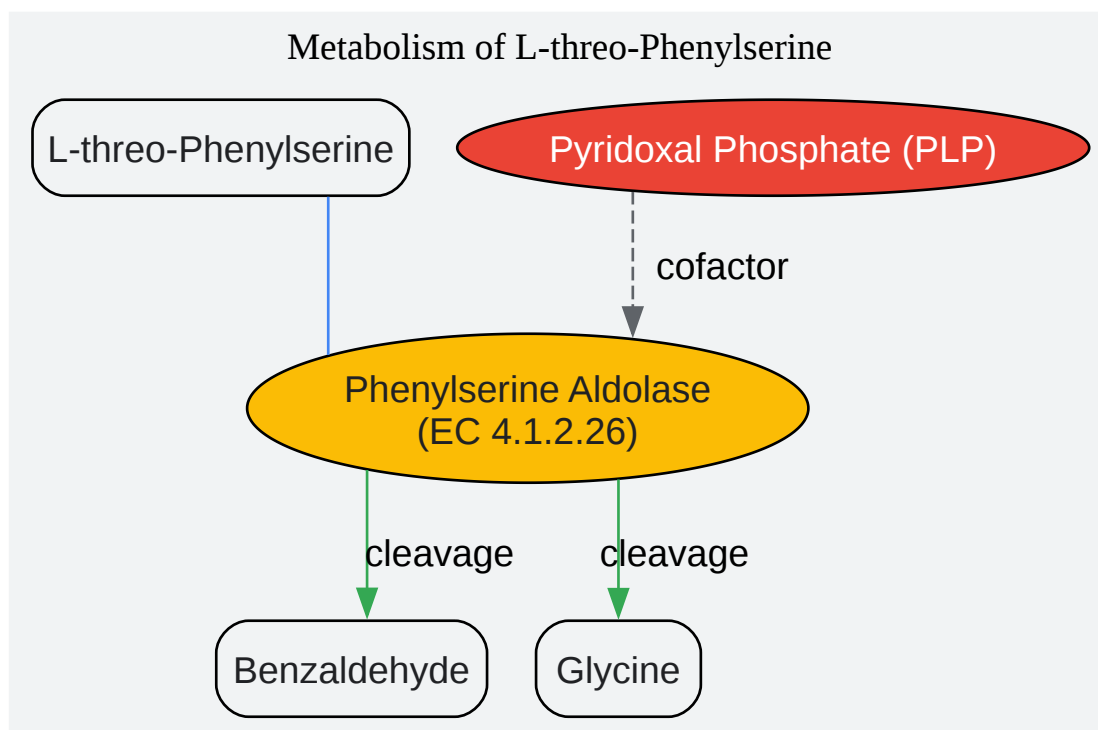 Metabolism of L-threo-Phenylserine
L-threo-Phenylserine
Pyridoxal Phosphate (PLP)
cofactor
Phenylserine Aldolase
(EC 4.1.2.26)
cleavage
cleavage
Benzaldehyde
Glycine